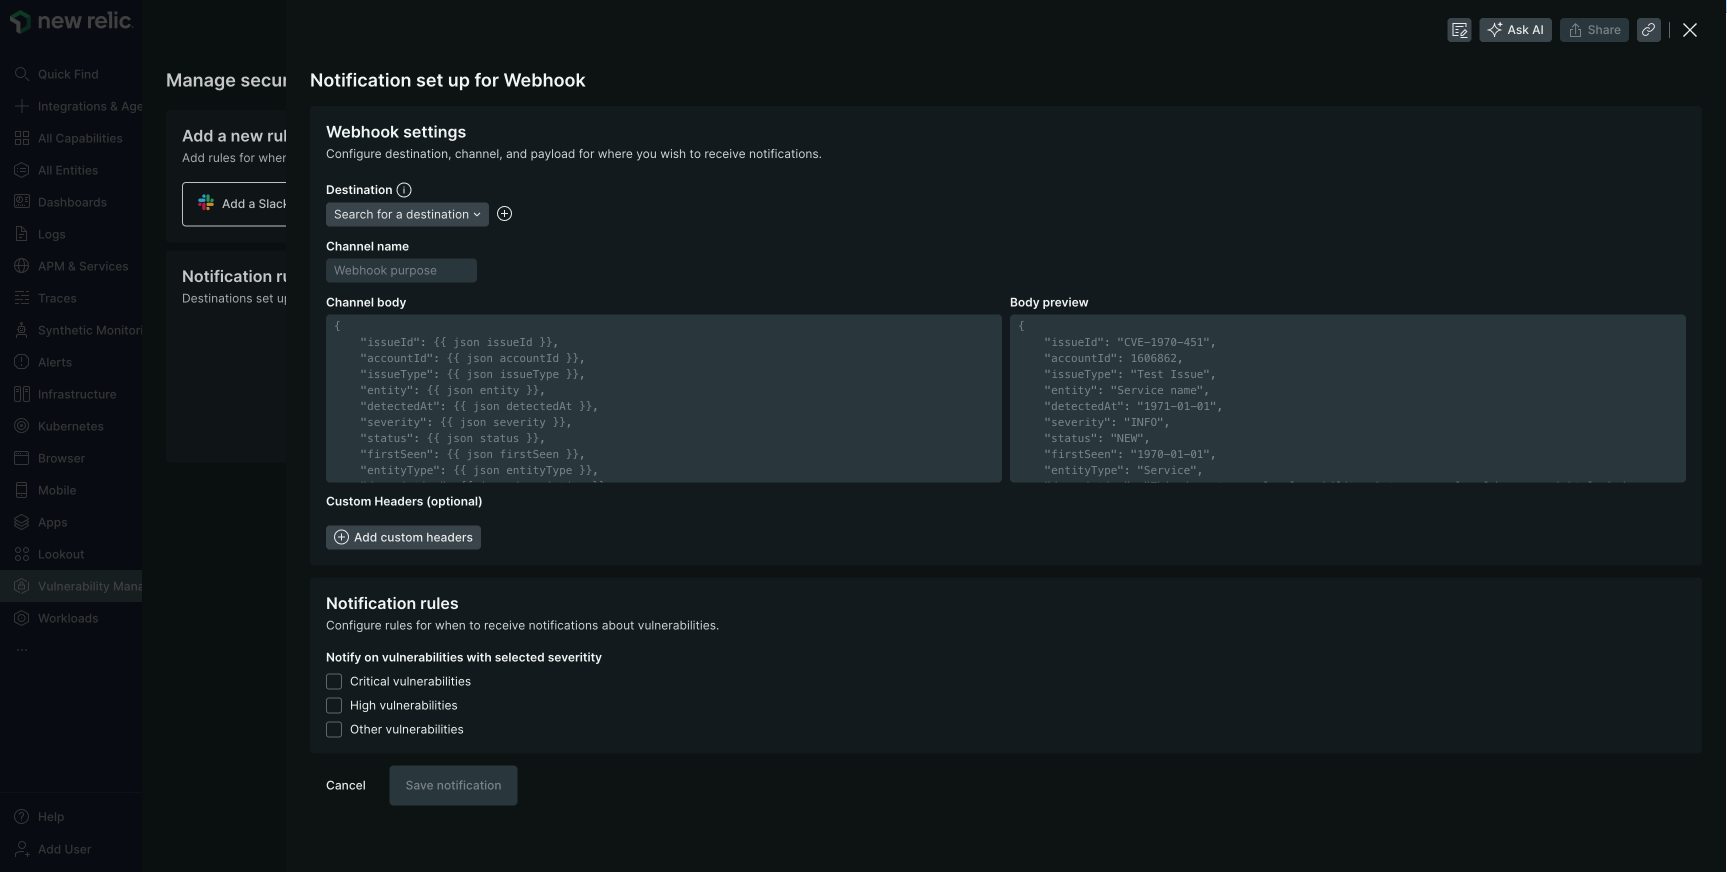 new relic
Quick Find
Integrations & Age
All Capabilities
All Entities
Dashboards
Logs
APM & Services
Traces
Synthetic Monitori
Alerts
Infrastructure
Kubernetes
Browser
Mobile
Apps
Lookout
Vulnerability Mana
Workloads
...
Help
Add User
Manage secur
Add a new rul
Add rules for wher
Add a Slack
Notification ru
Destinations set up
Ask AI
Share
Notification set up for Webhook
Webhook settings
Configure destination, channel, and payload for where you wish to receive notifications.
Destination
Search for a destination
Channel name
Webhook purpose
Channel body
{
"issueId": {{ json issueId }},
"accountId": {{ json accountId }},
"issueType": {{ json issueType }},
"entity": {{ json entity }},
"detectedAt": {{ json detectedAt }},
"severity": {{ json severity }},
"status": {{ json status }},
"firstSeen": {{ json firstSeen }},
"entityType": {{ json entityType }},
Body preview
{
"issueId": "CVE-1970-451",
"accountId": 1606862,
"issueType": "Test Issue",
"entity": "Service name",
"detectedAt": "1971-01-01",
"severity": "INFO",
"status": "NEW",
"firstSeen": "1970-01-01",
"entityType": "Service",
Custom Headers (optional)
Add custom headers
Notification rules
Configure rules for when to receive notifications about vulnerabilities.
Notify on vulnerabilities with selected severitity
Critical vulnerabilities
High vulnerabilities
Other vulnerabilities
Cancel
Save notification